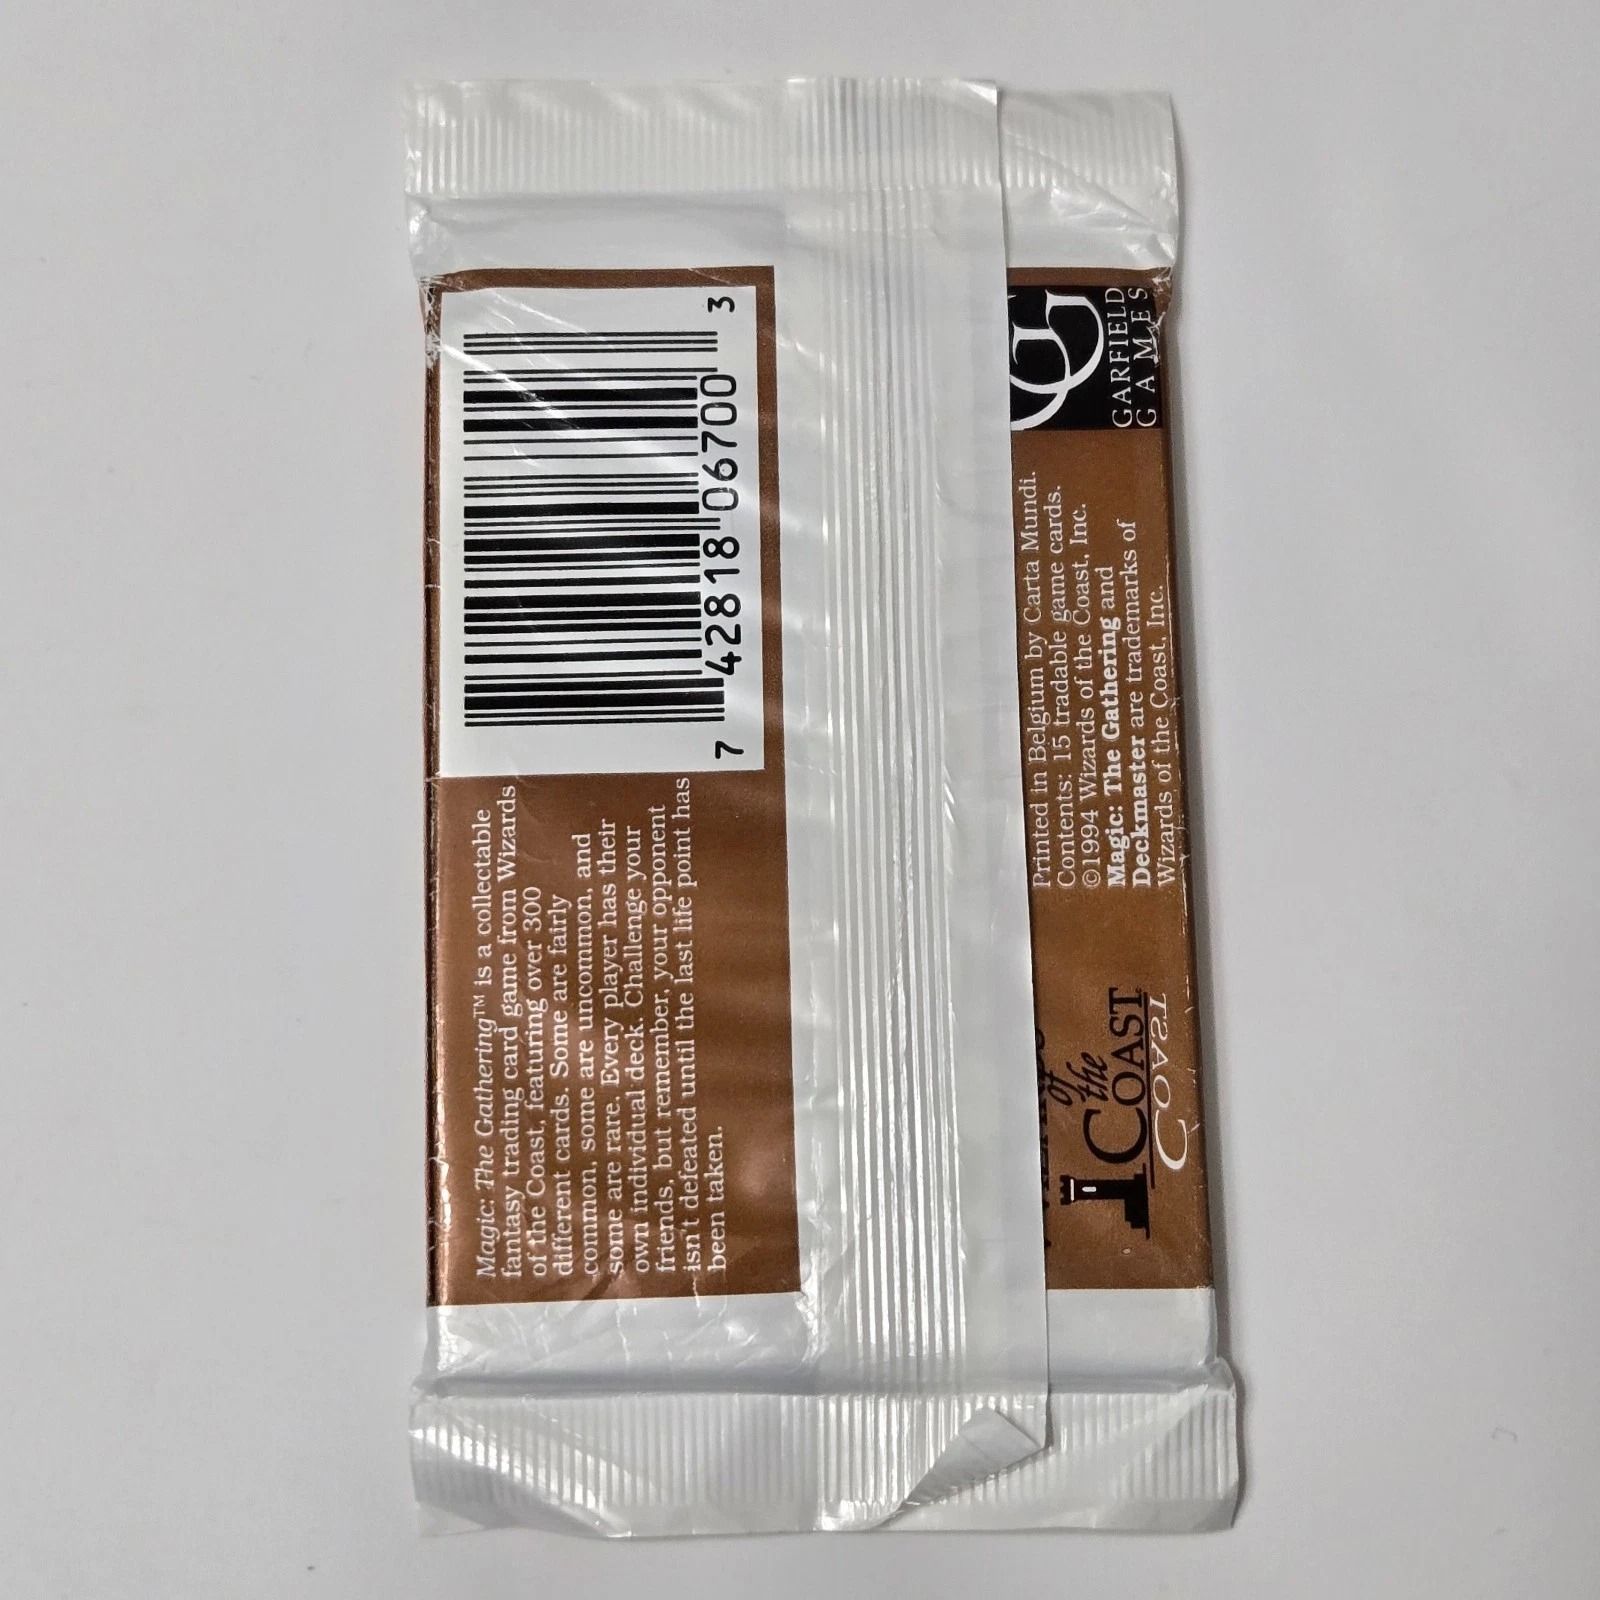 Magic: The Gathering™ is a collectable
fantasy trading card game from Wizards
of the Coast, featuring over 300
different cards. Some are fairly
common, some are uncommon, and
some are rare. Every player has their
own individual deck. Challenge your
friends, but remember, your opponent
isn't defeated until the last life point has
been taken.
7 42818 06700 3
of
the
COAST
COAST
Printed in Belgium by Carta Mundi.
Contents: 15 tradable game cards.
©1994 Wizards of the Coast, Inc.
Magic: The Gathering and
Deckmaster are trademarks of
Wizards of the Coast, Inc.
G
GARFIELD
GAMES